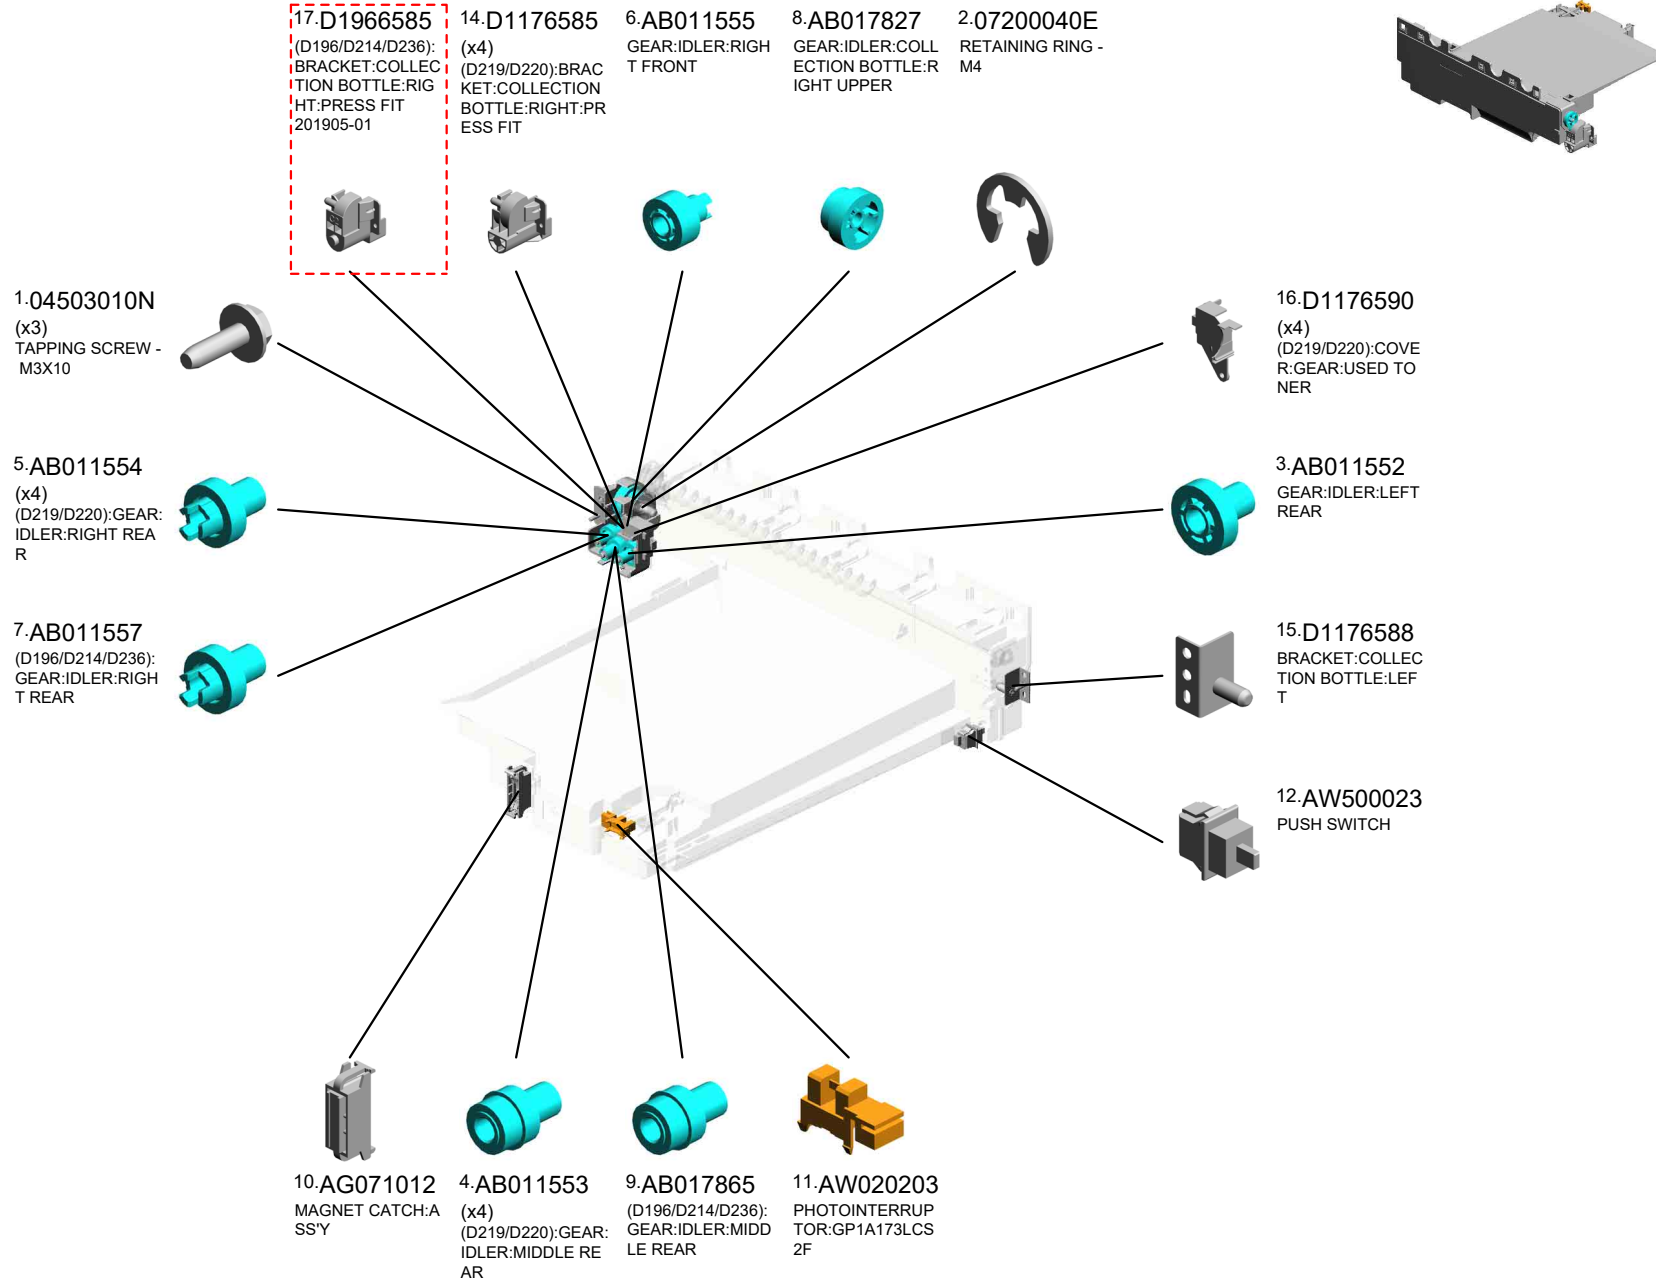 17.D1966585
(D196/D214/D236):
BRACKET:COLLEC
TION BOTTLE:RIG
HT:PRESS FIT
201905-01
14.D1176585
(x4)
(D219/D220):BRAC
KET:COLLECTION
BOTTLE:RIGHT:PR
ESS FIT
6.AB011555
GEAR:IDLER:RIGH
T FRONT
8.AB017827
GEAR:IDLER:COLL
ECTION BOTTLE:R
IGHT UPPER
2.07200040E
RETAINING RING -
M4
1.04503010N
(x3)
TAPPING SCREW -
M3X10
16.D1176590
(x4)
(D219/D220):COVE
R:GEAR:USED TO
NER
5.AB011554
(x4)
(D219/D220):GEAR:
IDLER:RIGHT REA
R
3.AB011552
GEAR:IDLER:LEFT
REAR
7.AB011557
(D196/D214/D236):
GEAR:IDLER:RIGH
T REAR
15.D1176588
BRACKET:COLLEC
TION BOTTLE:LEF
T
12.AW500023
PUSH SWITCH
10.AG071012
MAGNET CATCH:A
SS'Y
4.AB011553
(x4)
(D219/D220):GEAR:
IDLER:MIDDLE RE
AR
9.AB017865
(D196/D214/D236):
GEAR:IDLER:MIDD
LE REAR
11.AW020203
PHOTOINTERRUP
TOR:GP1A173LCS
2F